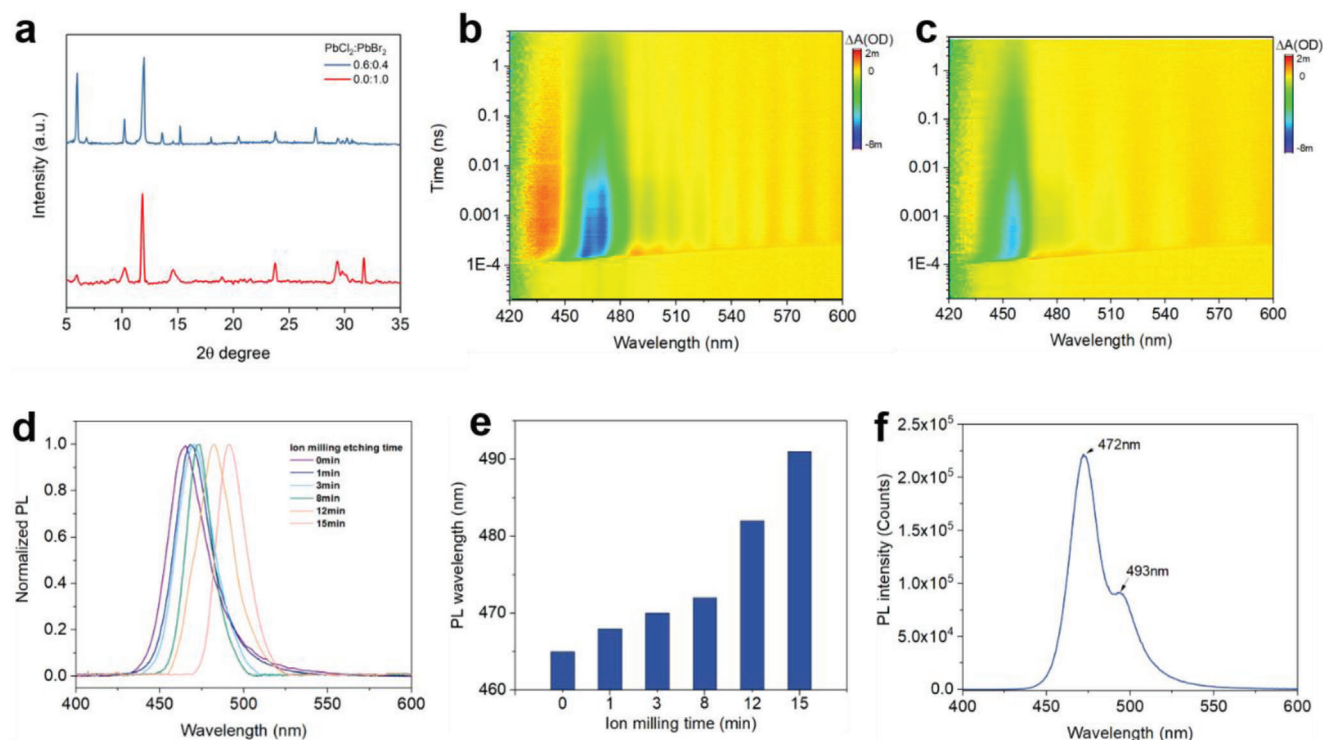 a
PbCl2:PbBr2
0.6:0.4
0.0:1.0
Intensity (a.u.)
5 10 15 20 25 30 35
2θ degree
b
ΔA(OD)
2m
0
-8m
Time (ns)
1
0.1
0.01
0.001
1E-4
420 450 480 510 540 570 600
Wavelength (nm)
c
ΔA(OD)
2m
0
-8m
1
0.1
0.01
0.001
1E-4
420 450 480 510 540 570 600
Wavelength (nm)
d
Normalized PL
1.0
0.8
0.6
0.4
0.2
0.0
Ion milling etching time
0min
1min
3min
8min
12min
15min
400 450 500 550 600
Wavelength (nm)
e
PL wavelength (nm)
490
480
470
460
0 1 3 8 12 15
Ion milling time (min)
f
PL intensity (Counts)
2.5x10^5
2.0x10^5
1.5x10^5
1.0x10^5
5.0x10^4
0.0
472nm
493nm
400 450 500 550 600
Wavelength (nm)